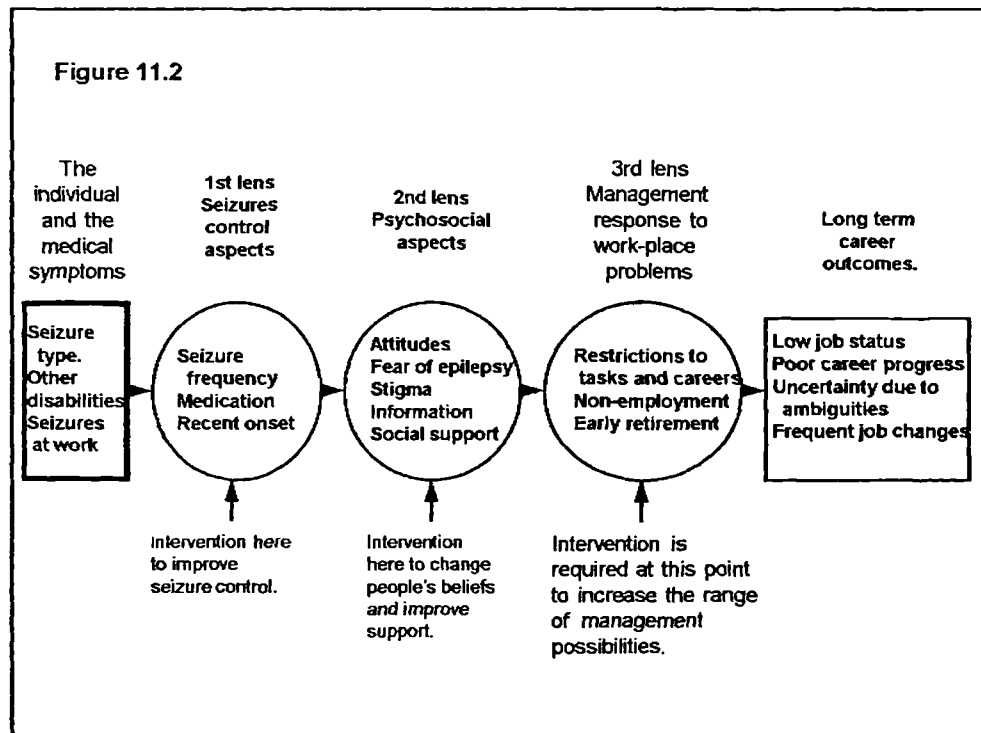 Figure 11.2
The
individual
and the
medical
symptoms
1st lens
Seizures
control
aspects
2nd lens
Psychosocial
aspects
3rd lens
Management
response to
work-place
problems
Long term
career
outcomes.
Seizure
type.
Other
disabilities
Seizures
at work
Seizure
frequency
Medication
Recent onset
Attitudes
Fear of epilepsy
Stigma
Information
Social support
Restrictions to
tasks and careers
Non-employment
Early retirement
Low job status
Poor career progress
Uncertainty due to
ambiguities
Frequent job changes
Intervention here
to improve
seizure control.
Intervention
here to change
people's beliefs
and improve
support.
Intervention is
required at this point
to increase the range
of management
possibilities.